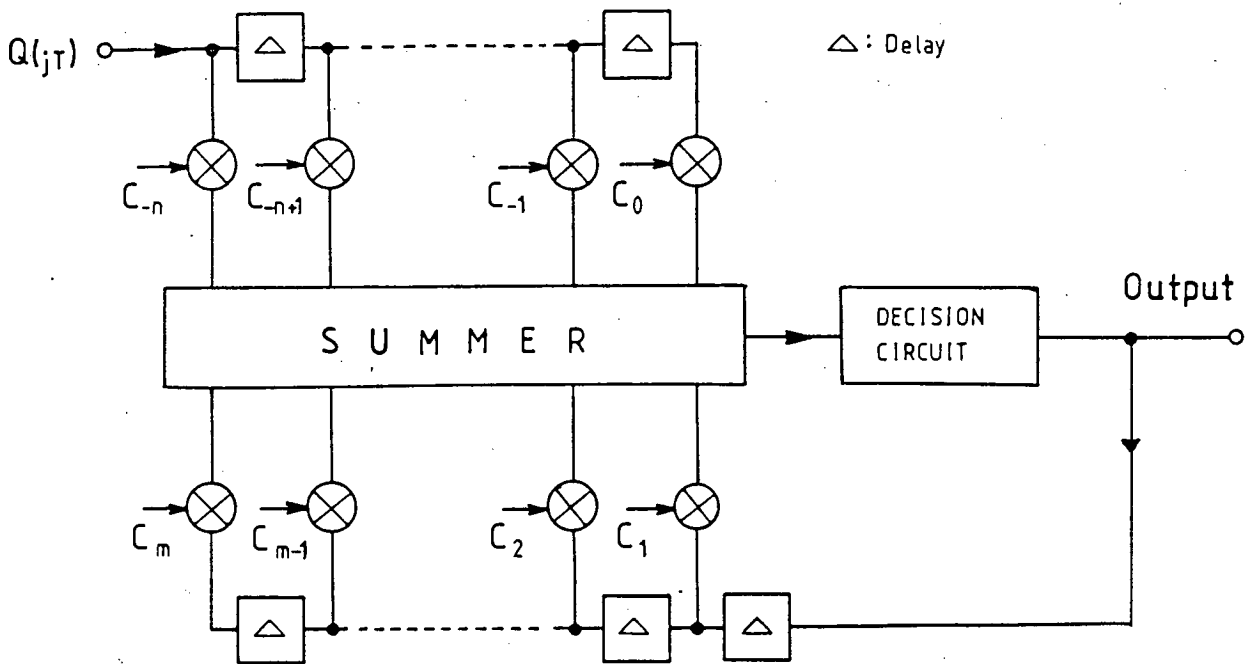 Q(jT)
△
△
△: Delay
C-n
C-n+1
C-1
C0
SUMMER
DECISION
CIRCUIT
Output
Cm
Cm-1
C2
C1
△
△
△